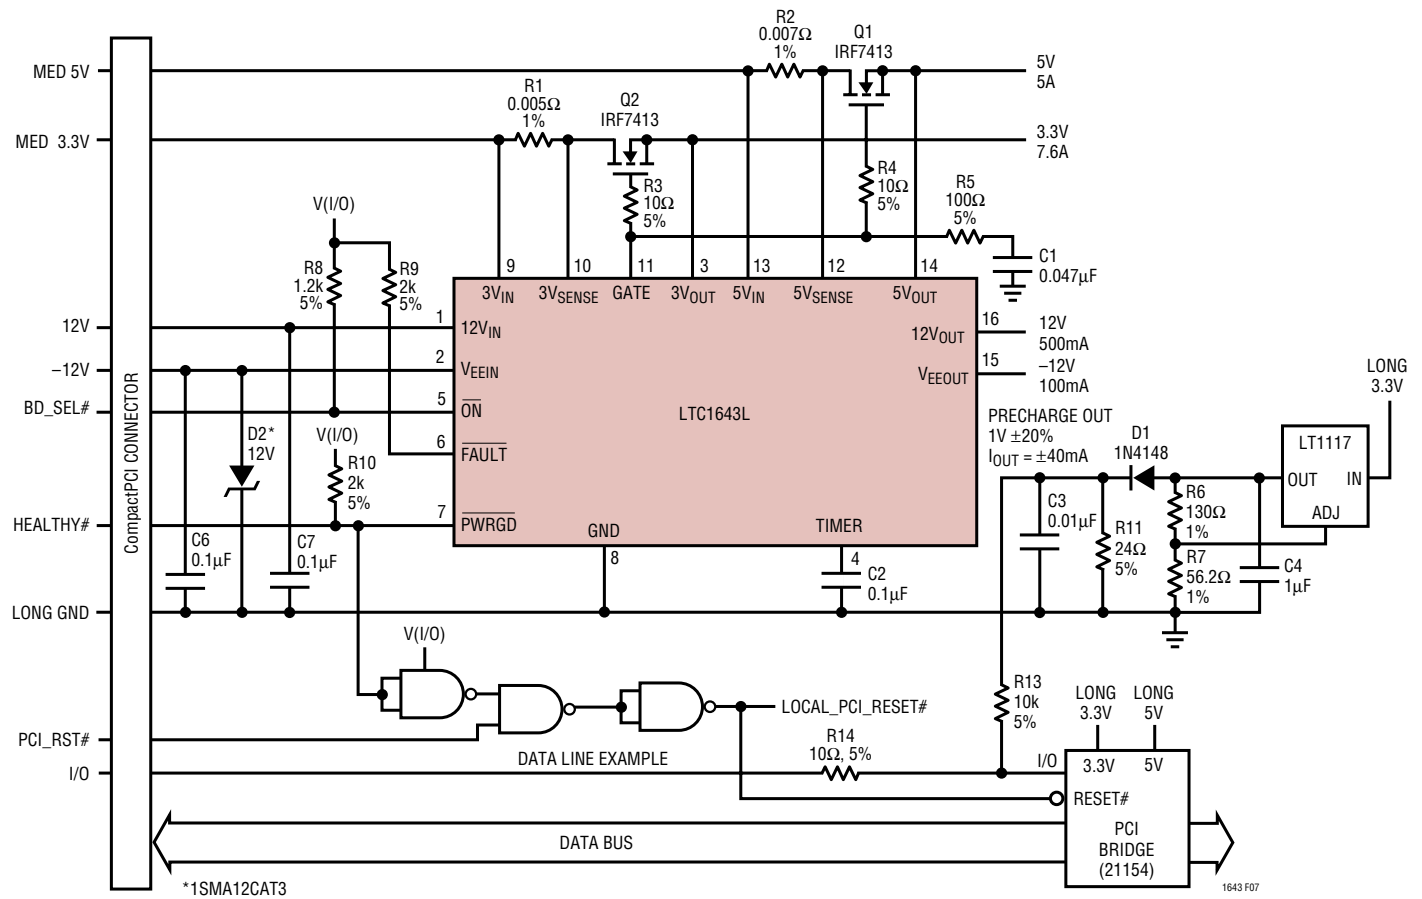 R2
0.007Ω
1%
Q1
IRF7413
MED 5V
5V
5A
R1
0.005Ω
1%
Q2
IRF7413
MED 3.3V
3.3V
7.6A
R3
10Ω
5%
R4
10Ω
5%
R5
100Ω
5%
V(I/O)
C1
0.047µF
R8
1.2k
5%
R9
2k
5%
9
10
11
3
13
12
14
3VIN
3VSENSE
GATE
3VOUT
5VIN
5VSENSE
5VOUT
12V
1
12VIN
12VOUT
16
12V
500mA
–12V
2
VEEIN
VEEOUT
15
–12V
100mA
BD_SEL#
5
ON
LTC1643L
LONG
3.3V
CompactPCI CONNECTOR
D2*
12V
V(I/O)
R10
2k
5%
6
FAULT
PRECHARGE OUT
1V ±20%
IOUT = ±40mA
D1
1N4148
LT1117
OUT
IN
ADJ
HEALTHY#
7
PWRGD
GND
TIMER
8
4
C6
0.1µF
C7
0.1µF
C2
0.1µF
C3
0.01µF
R11
24Ω
5%
R6
130Ω
1%
R7
56.2Ω
1%
C4
1µF
LONG GND
V(I/O)
LOCAL_PCI_RESET#
R13
10k
5%
LONG
3.3V
LONG
5V
PCI_RST#
R14
10Ω, 5%
I/O
DATA LINE EXAMPLE
I/O
3.3V
5V
RESET#
PCI
BRIDGE
(21154)
DATA BUS
*1SMA12CAT3
1643 F07